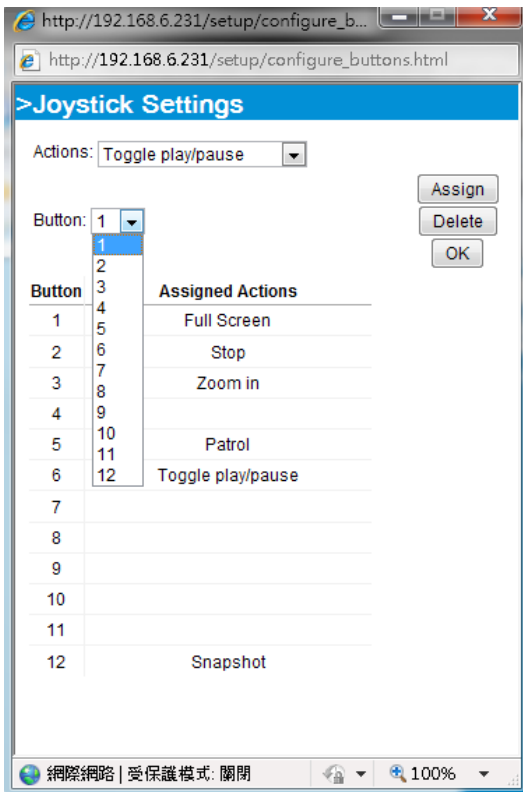 http://192.168.6.231/setup/configure_b...
http://192.168.6.231/setup/configure_buttons.html
>Joystick Settings
Actions: Toggle play/pause
Assign
Button: 1
Delete
OK
1
2
3
4
5
6
7
8
9
10
11
12
Button Assigned Actions
1 Full Screen
2 Stop
3 Zoom in
4
5 Patrol
6 Toggle play/pause
7
8
9
10
11
12 Snapshot
網際網路 | 受保護模式: 關閉
100%